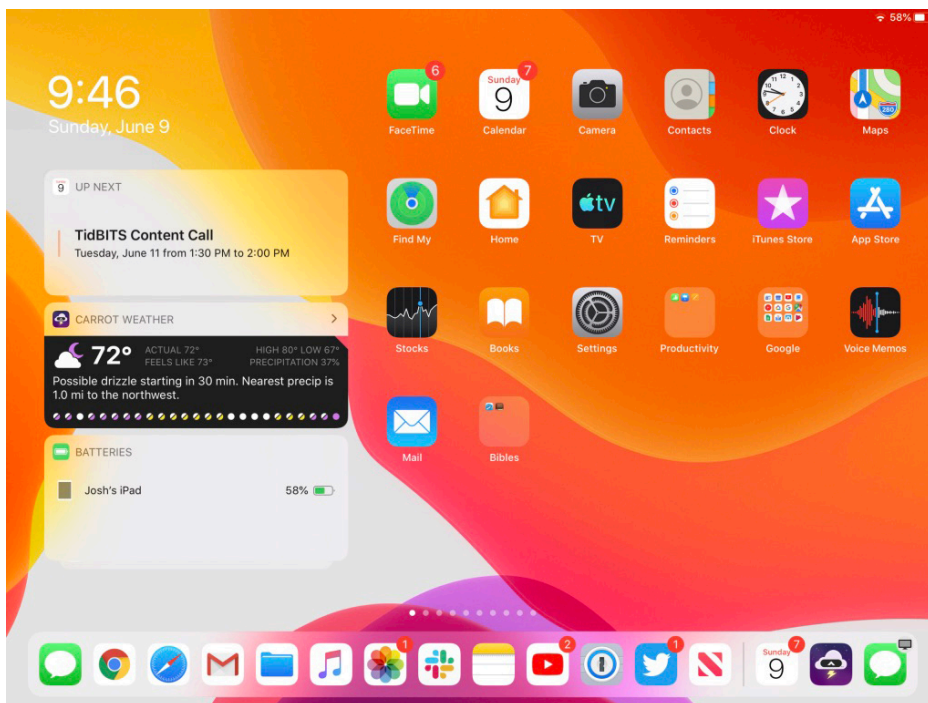 58%
9:46
Sunday, June 9
9 UP NEXT
TidBITS Content Call
Tuesday, June 11 from 1:30 PM to 2:00 PM
CARROT WEATHER >
72° ACTUAL 72° HIGH 80° LOW 67°
FEELS LIKE 73° PRECIPITATION 37%
Possible drizzle starting in 30 min. Nearest precip is
1.0 mi to the northwest.
BATTERIES
Josh's iPad 58%
6 7
Sunday
9
12
tv
280
FaceTime Calendar Camera Contacts Clock Maps
Find My Home TV Reminders iTunes Store App Store
Stocks Books Settings Productivity Google Voice Memos
Mail Bibles
1 2 1 7
Sunday
9